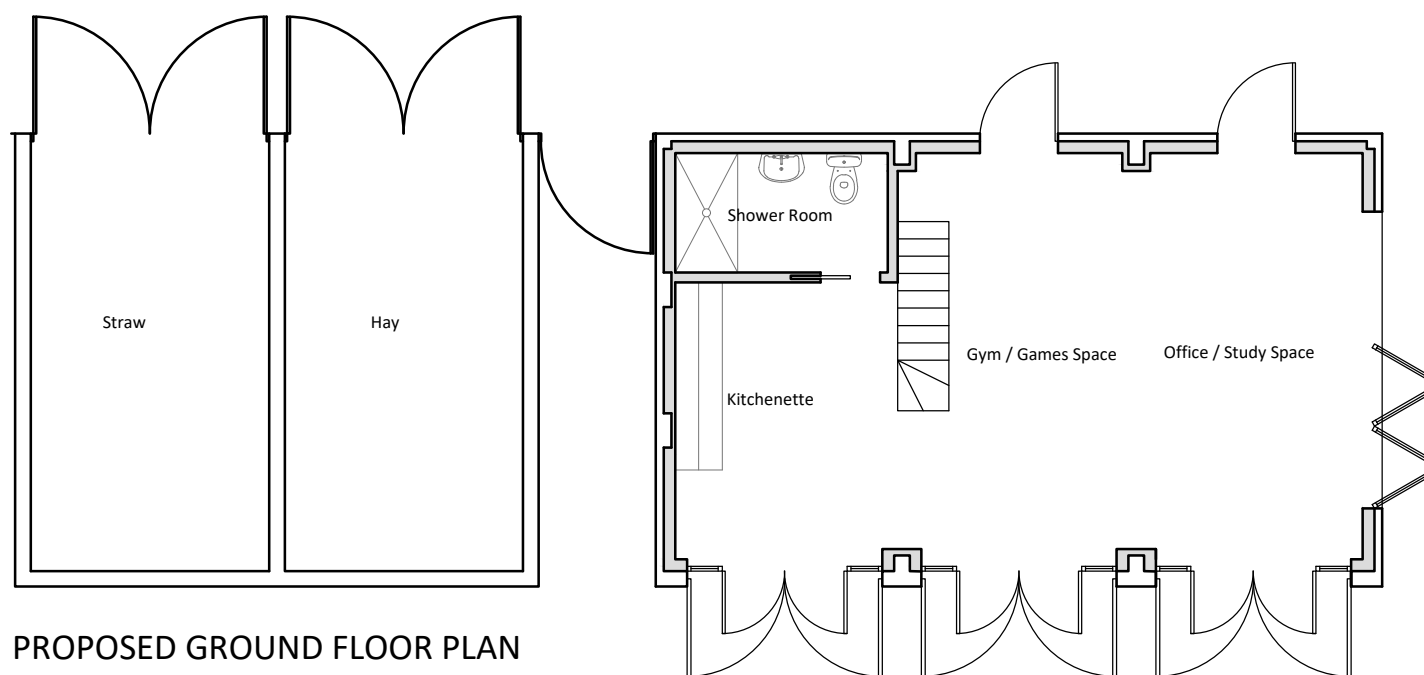 Shower Room
Straw
Hay
Gym / Games Space
Office / Study Space
Kitchenette
PROPOSED GROUND FLOOR PLAN